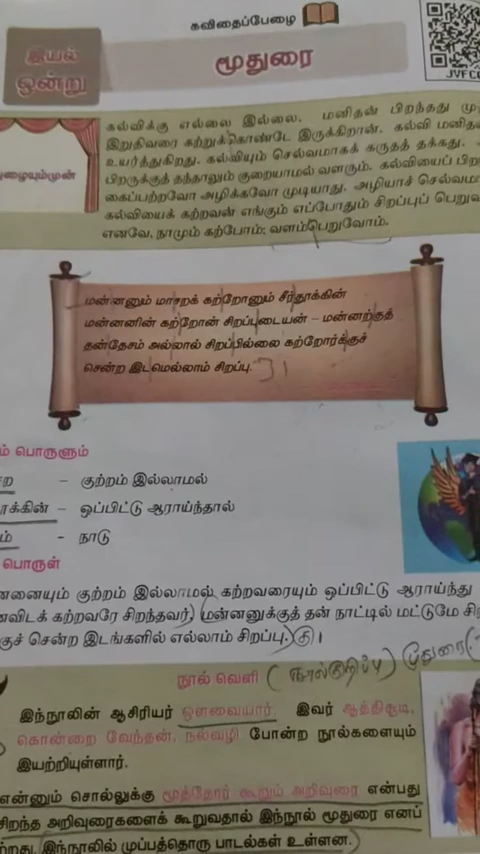 கவிதைப்பேழை
இயல்
ஒன்று
மூதுரை
கல்விக்கு எல்லை இல்லை. மனிதன் பிறந்தது மு
இறுதிவரை கற்றுக்கொண்டே இருக்கிறான். கல்வி மனித
உயர்த்துகிறது. கல்வியும் செல்வமாகக் கருதத் தக்கது.
பிறருக்குத் தந்தாலும் குறையாமல் வளரும். கல்வியைப் பிற
கைப்பற்றவோ அழிக்கவோ முடியாது. அழியாச் செல்வமா
கல்வியைக் கற்றவன் எங்கும் எப்போதும் சிறப்புப் பெறுவ
எனவே, நாமும் கற்போம்; வளம்பெறுவோம்.
ழையும்முன்
மன்னனும் மாசறக் கற்றோனும் சீர்தூக்கின்
மன்னனின் கற்றோன் சிறப்புடையன் – மன்னற்குத்
தன்தேசம் அல்லால் சிறப்பில்லை கற்றோர்க்குச்
சென்ற இடமெல்லாம் சிறப்பு.
ம் பொருளும்
ற – குற்றம் இல்லாமல்
ூக்கின் – ஒப்பிட்டு ஆராய்ந்தால்
ம் - நாடு
பொருள்
னனையும் குற்றம் இல்லாமல் கற்றவரையும் ஒப்பிட்டு ஆராய்ந்து
னவிடக் கற்றவரே சிறந்தவர். மன்னனுக்குத் தன் நாட்டில் மட்டுமே சிற
குச் சென்ற இடங்களில் எல்லாம் சிறப்பு.
நூல் வெளி (நூல்குறிப்பு) மூதுரை
இந்நூலின் ஆசிரியர் ஔவையார். இவர் ஆத்திசூடி,
கொன்றை வேந்தன், நல்வழி போன்ற நூல்களையும்
இயற்றியுள்ளார்.
என்னும் சொல்லுக்கு மூத்தோர் கூறும் அறிவுரை என்பது
சிறந்த அறிவுரைகளைக் கூறுவதால் இந்நூல் மூதுரை எனப்
றது. இந்நூலில் முப்பத்தொரு பாடல்கள் உள்ளன.